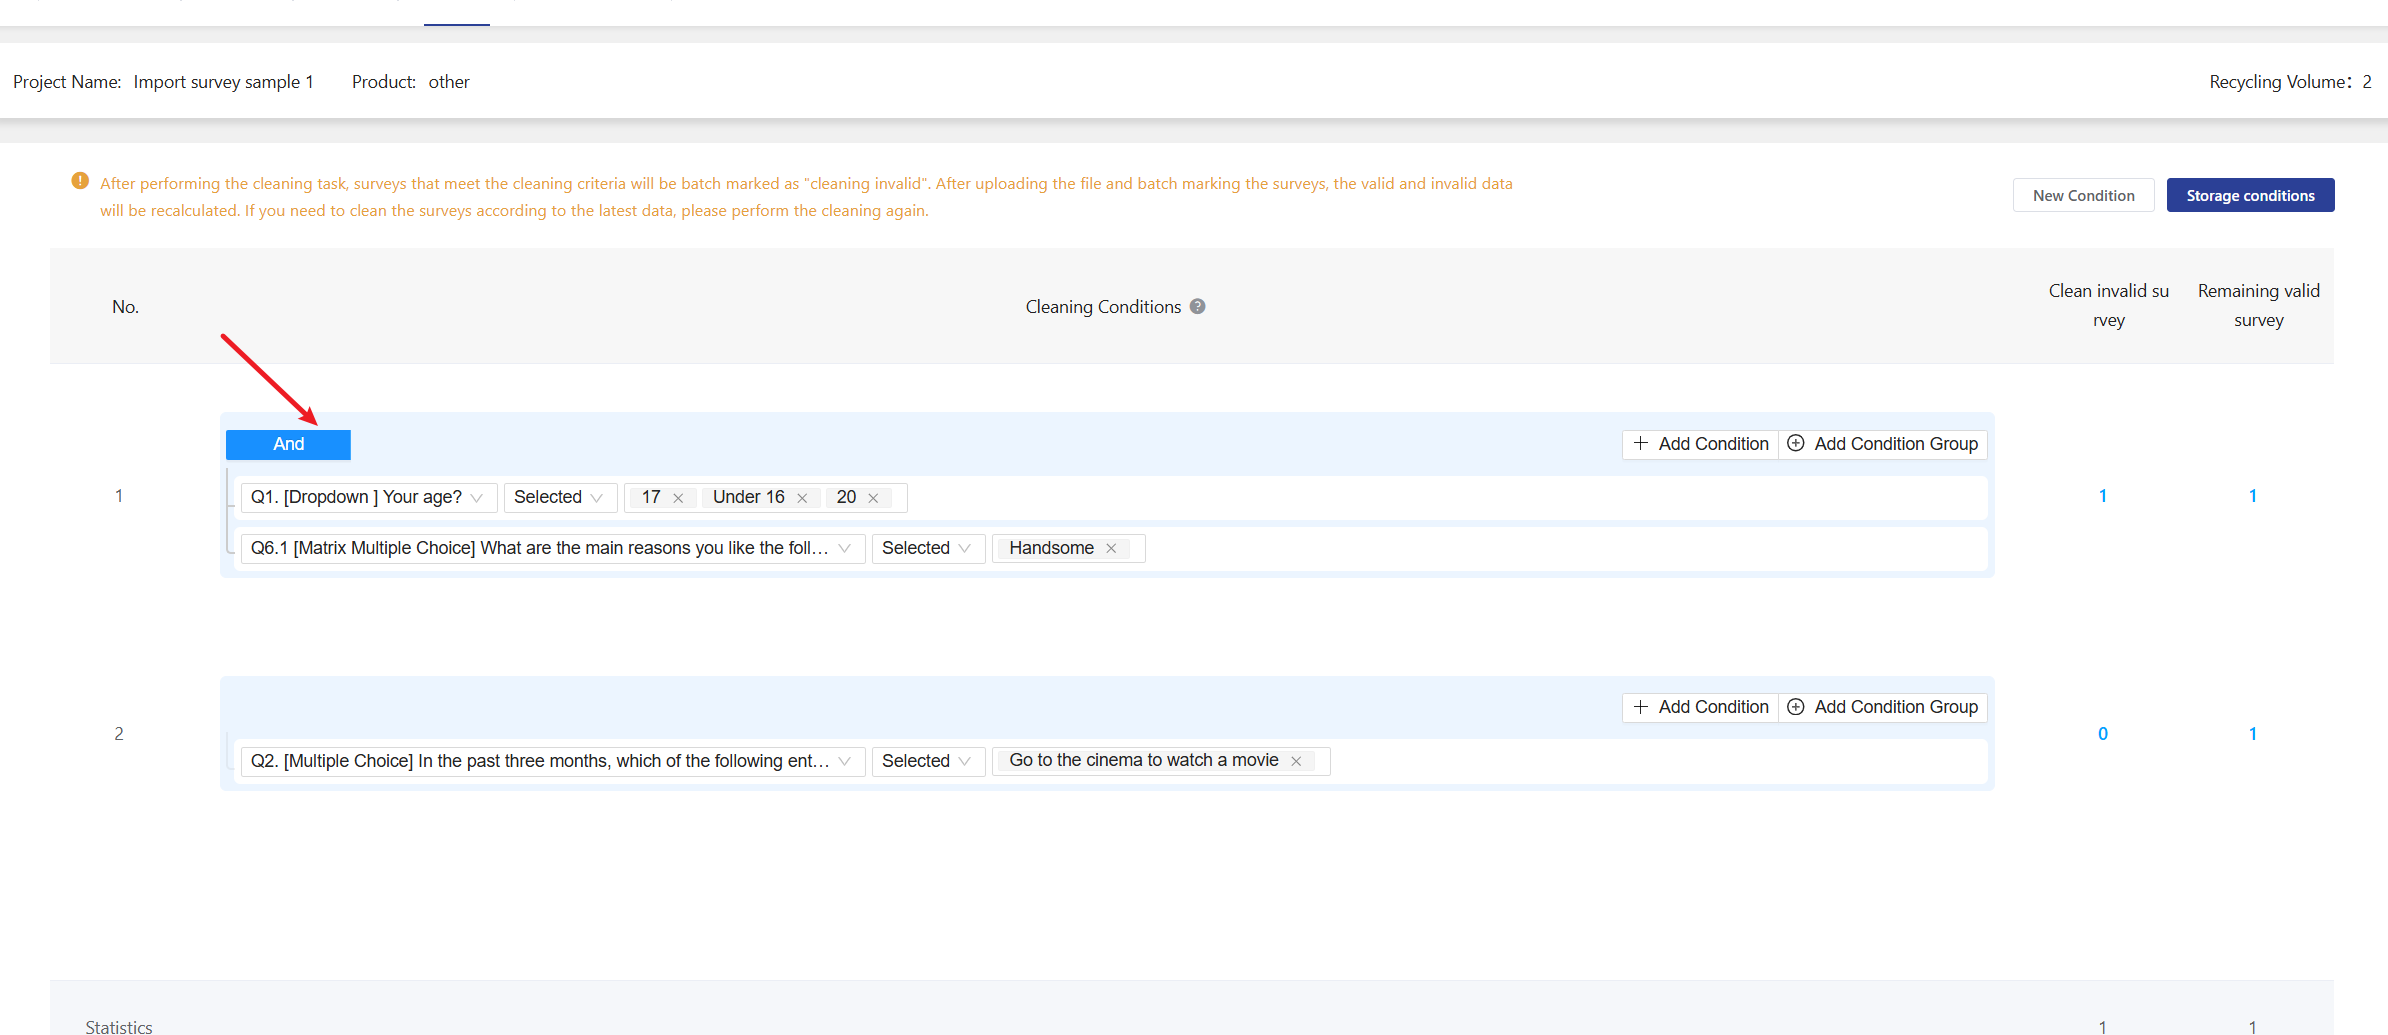 Project Name: Import survey sample 1 Product: other Recycling Volume: 2
After performing the cleaning task, surveys that meet the cleaning criteria will be batch marked as "cleaning invalid". After uploading the file and batch marking the surveys, the valid and invalid data
will be recalculated. If you need to clean the surveys according to the latest data, please perform the cleaning again.
New Condition Storage conditions
No. Cleaning Conditions ? Clean invalid su
rvey
Remaining valid
survey
And + Add Condition Add Condition Group
1
Q1. [Dropdown ] Your age? Selected 17 × Under 16 × 20 ×
Q6.1 [Matrix Multiple Choice] What are the main reasons you like the foll... Selected Handsome ×
1 1
+ Add Condition Add Condition Group
2
Q2. [Multiple Choice] In the past three months, which of the following ent... Selected Go to the cinema to watch a movie ×
0 1
Statistics 1 1